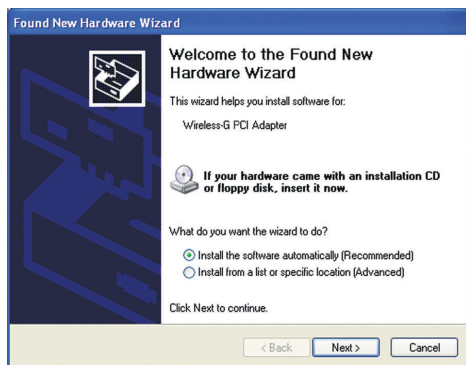 Found New Hardware Wizard
Welcome to the Found New
Hardware Wizard
This wizard helps you install software for:
Wireless-G PCI Adapter
If your hardware came with an installation CD
or floppy disk, insert it now.
What do you want the wizard to do?
Install the software automatically (Recommended)
Install from a list or specific location (Advanced)
Click Next to continue.
< Back Next > Cancel